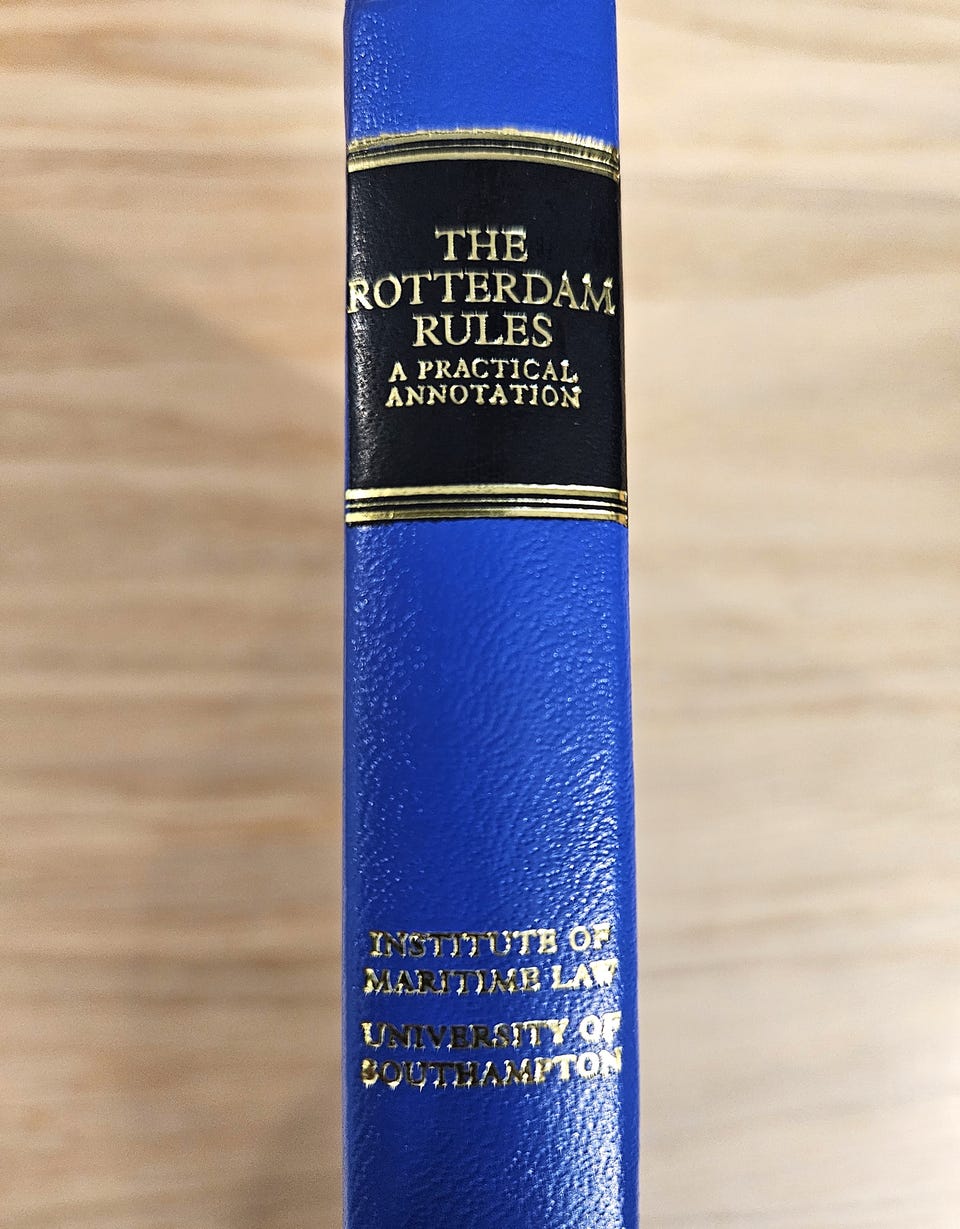 THE
ROTTERDAM
RULES
A PRACTICAL
ANNOTATION
INSTITUTE OF
MARITIME LAW
UNIVERSITY OF
SOUTHAMPTON